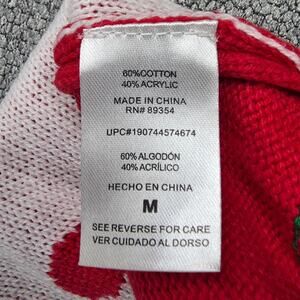 60%COTTON
40% ACRYLIC
MADE IN CHINA
RN# 89354
UPC#190744574674
60% ALGODÓN
40% ACRÍLICO
HECHO EN CHINA
M
SEE REVERSE FOR CARE
VER CUIDADO AL DORSO